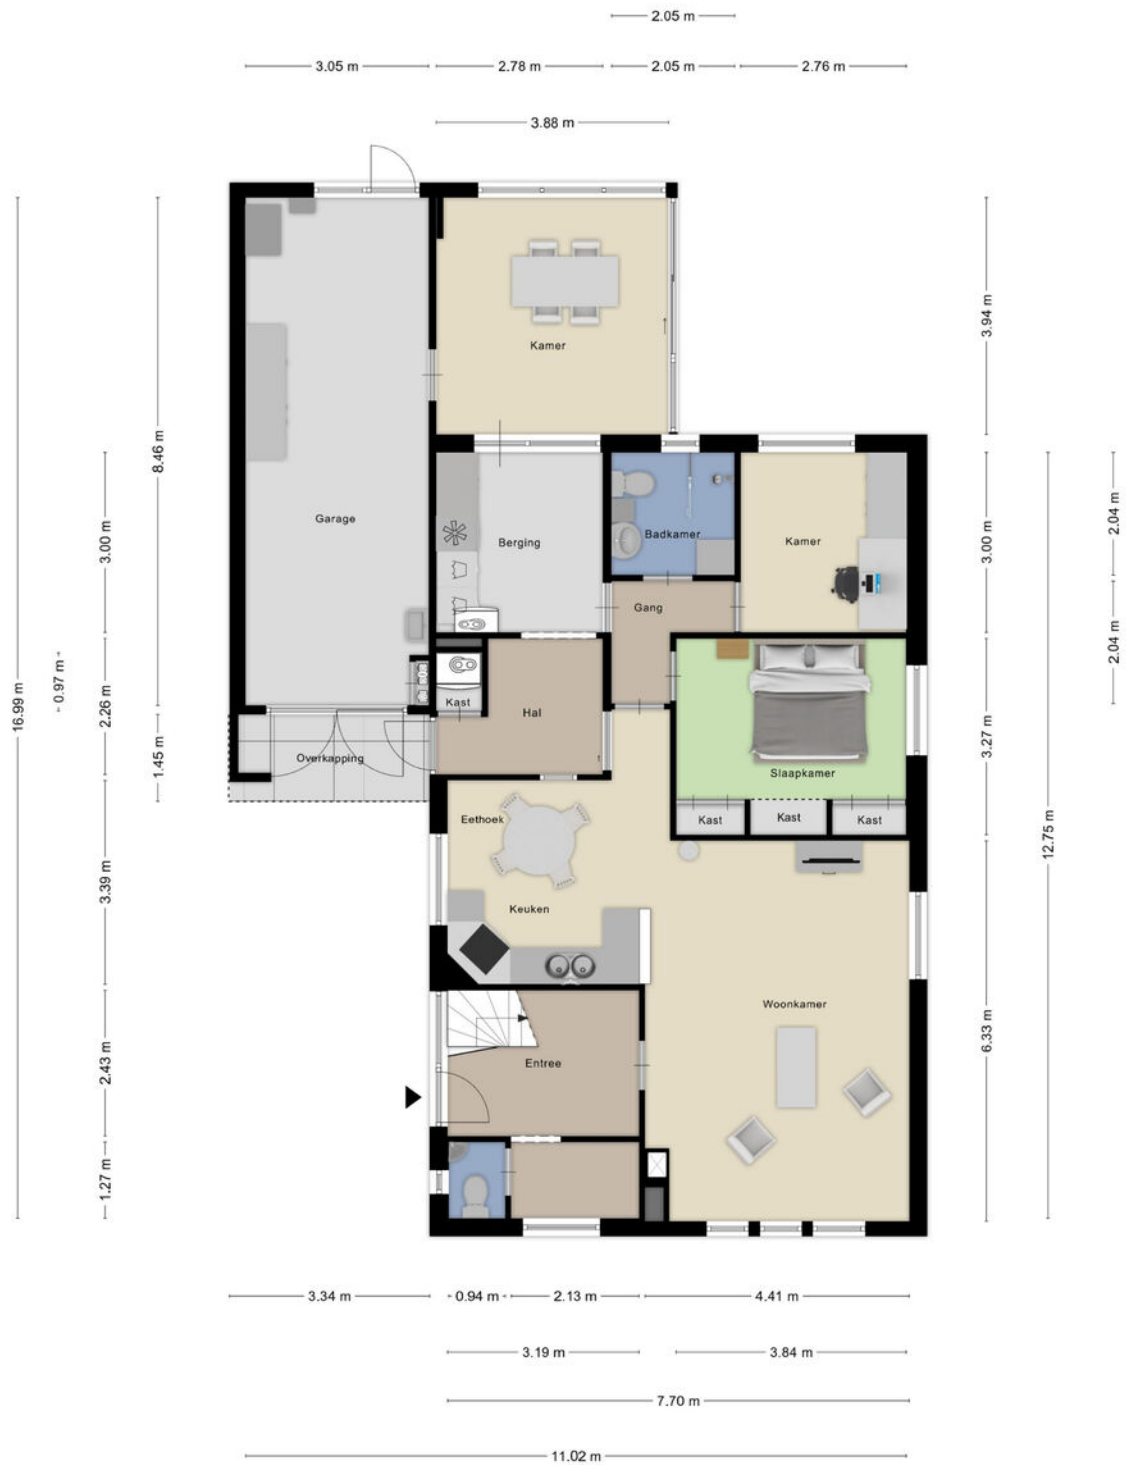 2.05 m
3.05 m
2.78 m
2.05 m
2.76 m
3.88 m
Kamer
Garage
Berging
Badkamer
Kamer
Gang
Kast
Hal
Overkapping
Slaapkamer
Kast
Kast
Kast
Eethoek
Keuken
Woonkamer
Entree
16.99 m
0.97 m
3.00 m
2.26 m
3.39 m
2.43 m
1.27 m
8.46 m
1.45 m
3.94 m
3.00 m
3.27 m
6.33 m
12.75 m
2.04 m
2.04 m
3.34 m
0.94 m
2.13 m
4.41 m
3.19 m
3.84 m
7.70 m
11.02 m